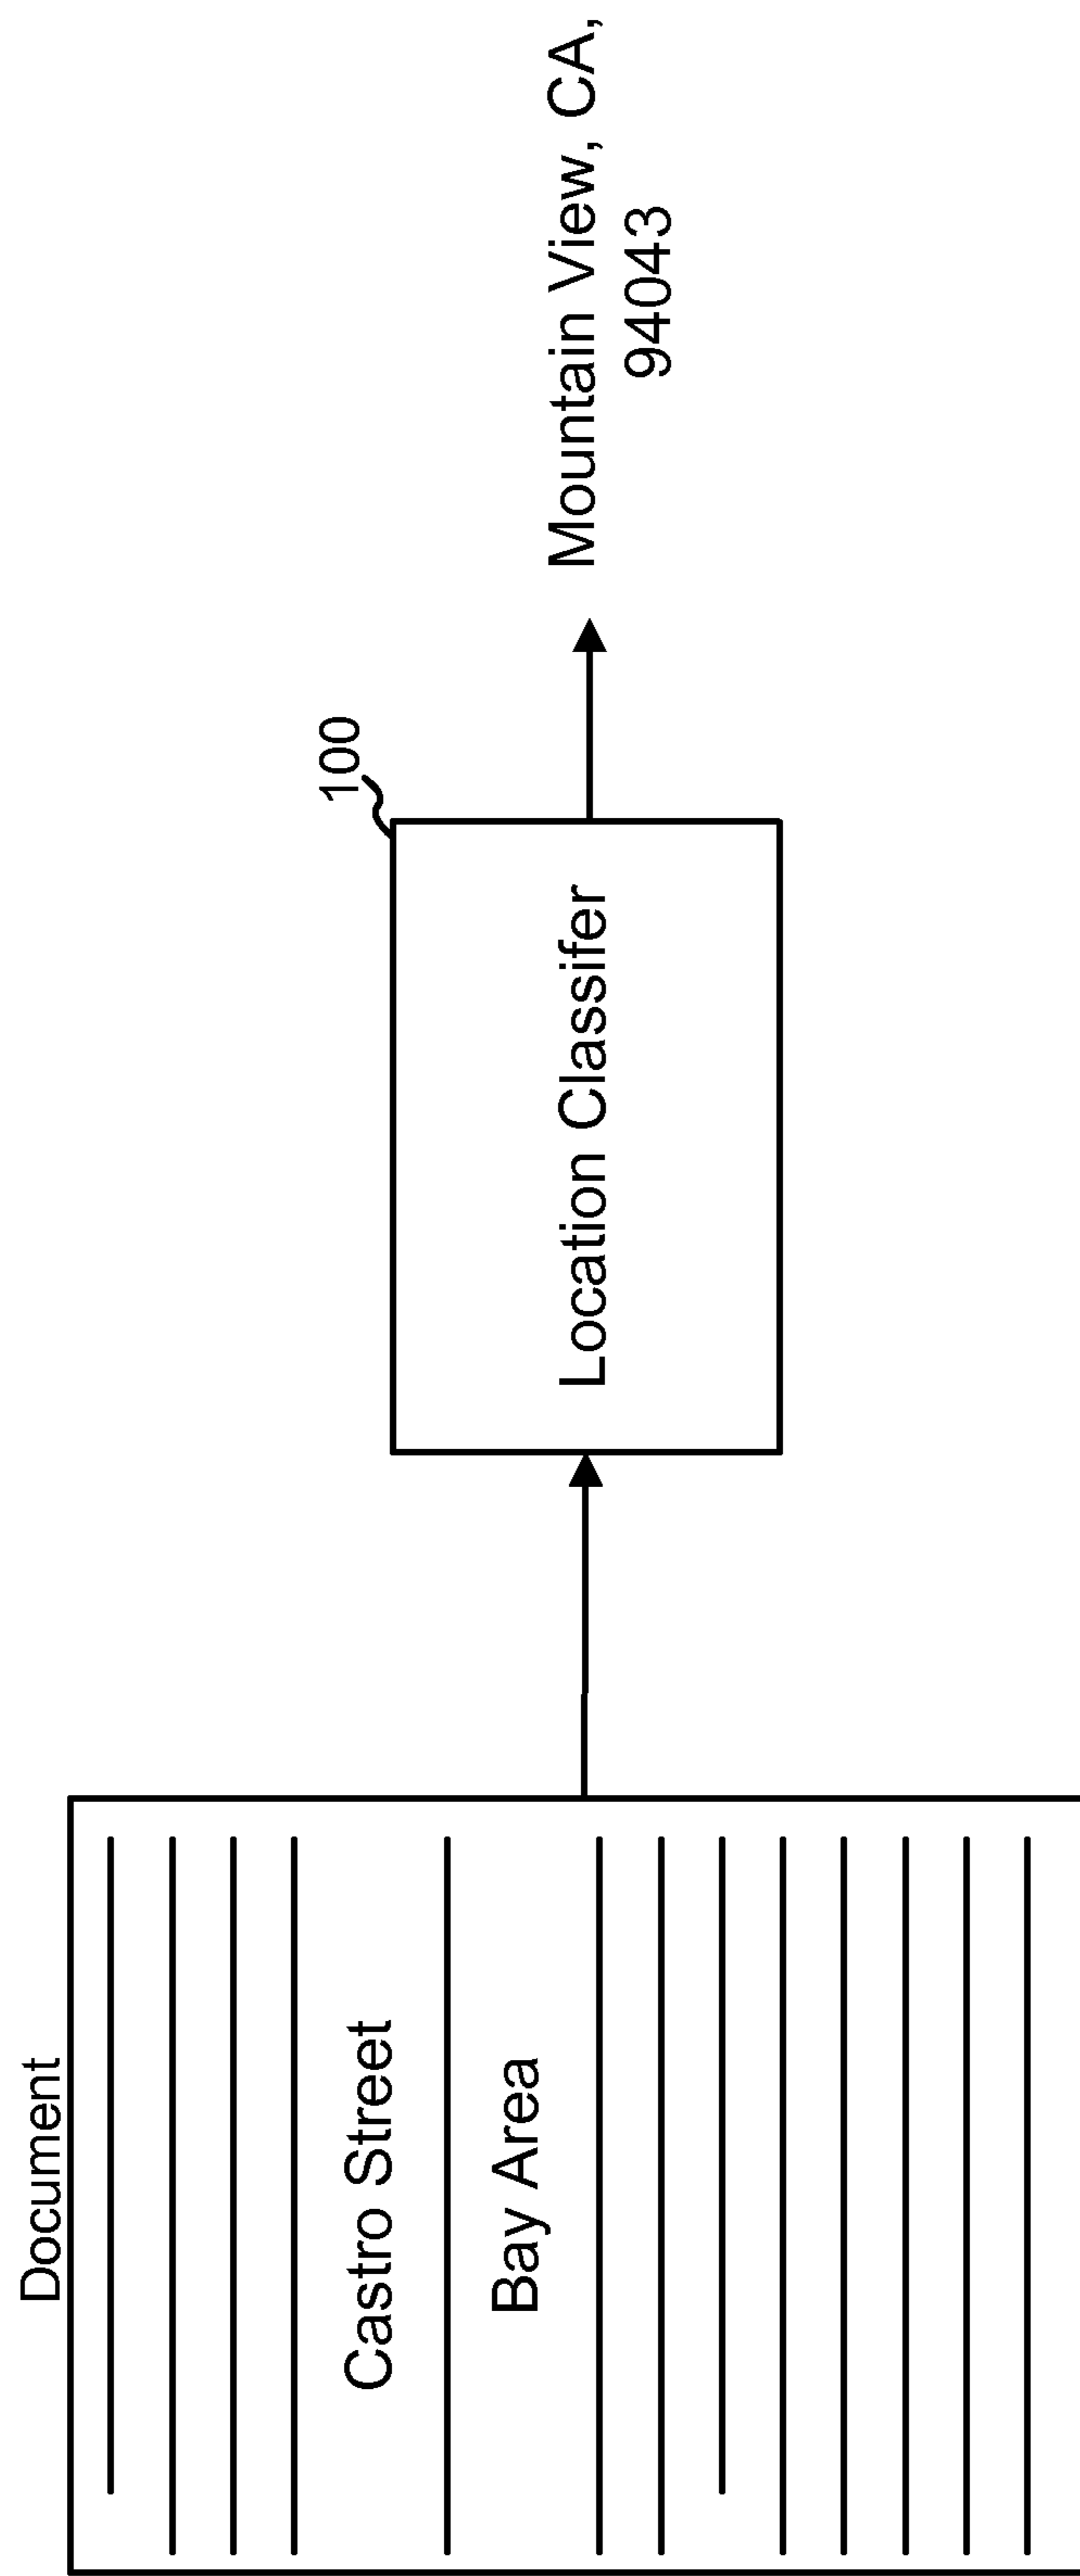 Document
Castro Street
Bay Area
100
Location Classifer
Mountain View, CA,
94043